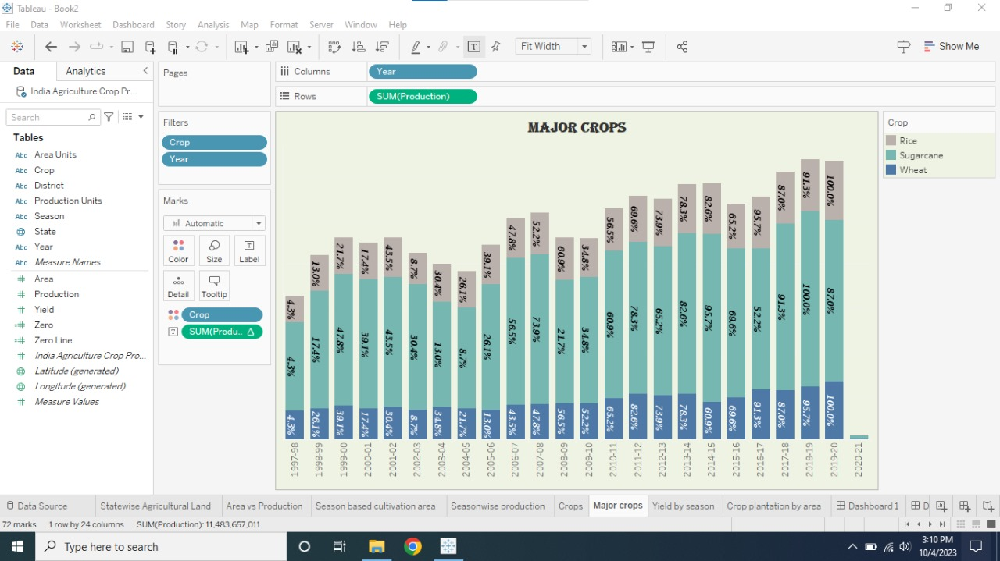 Tableau - Book2
File Data Worksheet Dashboard Story Analysis Map Format Server Window Help
Fit Width
Show Me
Data Analytics
India Agriculture Crop Pr...
Search
Tables
Abc Area Units
Abc Crop
Abc District
Abc Production Units
Abc Season
State
Abc Year
Abc Measure Names
Area
Production
Yield
Zero
Zero Line
India Agriculture Crop Pro...
Latitude (generated)
Longitude (generated)
Measure Values
Pages
Filters
Crop
Year
Marks
Automatic
Color Size Label
Detail Tooltip
Crop
SUM(Produ.. Δ
Columns Year
Rows SUM(Production)
MAJOR CROPS
4.3% 13.0% 21.7% 17.4% 43.5% 8.7% 30.4% 26.1% 39.1% 47.8% 52.2% 60.9% 34.8% 56.5% 69.6% 73.9% 78.3% 82.6% 65.2% 95.7% 87.0% 91.3% 100.0%
4.3% 17.4% 47.8% 39.1% 43.5% 30.4% 13.0% 8.7% 26.1% 56.5% 73.9% 21.7% 34.8% 60.9% 78.3% 65.2% 82.6% 95.7% 69.6% 52.2% 91.3% 100.0% 87.0%
4.3% 26.1% 39.1% 17.4% 30.4% 8.7% 34.8% 21.7% 13.0% 43.5% 47.8% 56.5% 52.2% 65.2% 82.6% 73.9% 78.3% 60.9% 69.6% 91.3% 87.0% 95.7% 100.0%
1997-98 1998-99 1999-00 2000-01 2001-02 2002-03 2003-04 2004-05 2005-06 2006-07 2007-08 2008-09 2009-10 2010-11 2011-12 2012-13 2013-14 2014-15 2015-16 2016-17 2017-18 2018-19 2019-20 2020-21
Crop
Rice
Sugarcane
Wheat
Data Source Statewise Agricultural Land Area vs Production Season based cultivation area Seasonwise production Crops Major crops Yield by season Crop plantation by area Dashboard 1 D
72 marks 1 row by 24 columns SUM(Production): 11,483,657,011
Type here to search
3:10 PM
10/4/2023